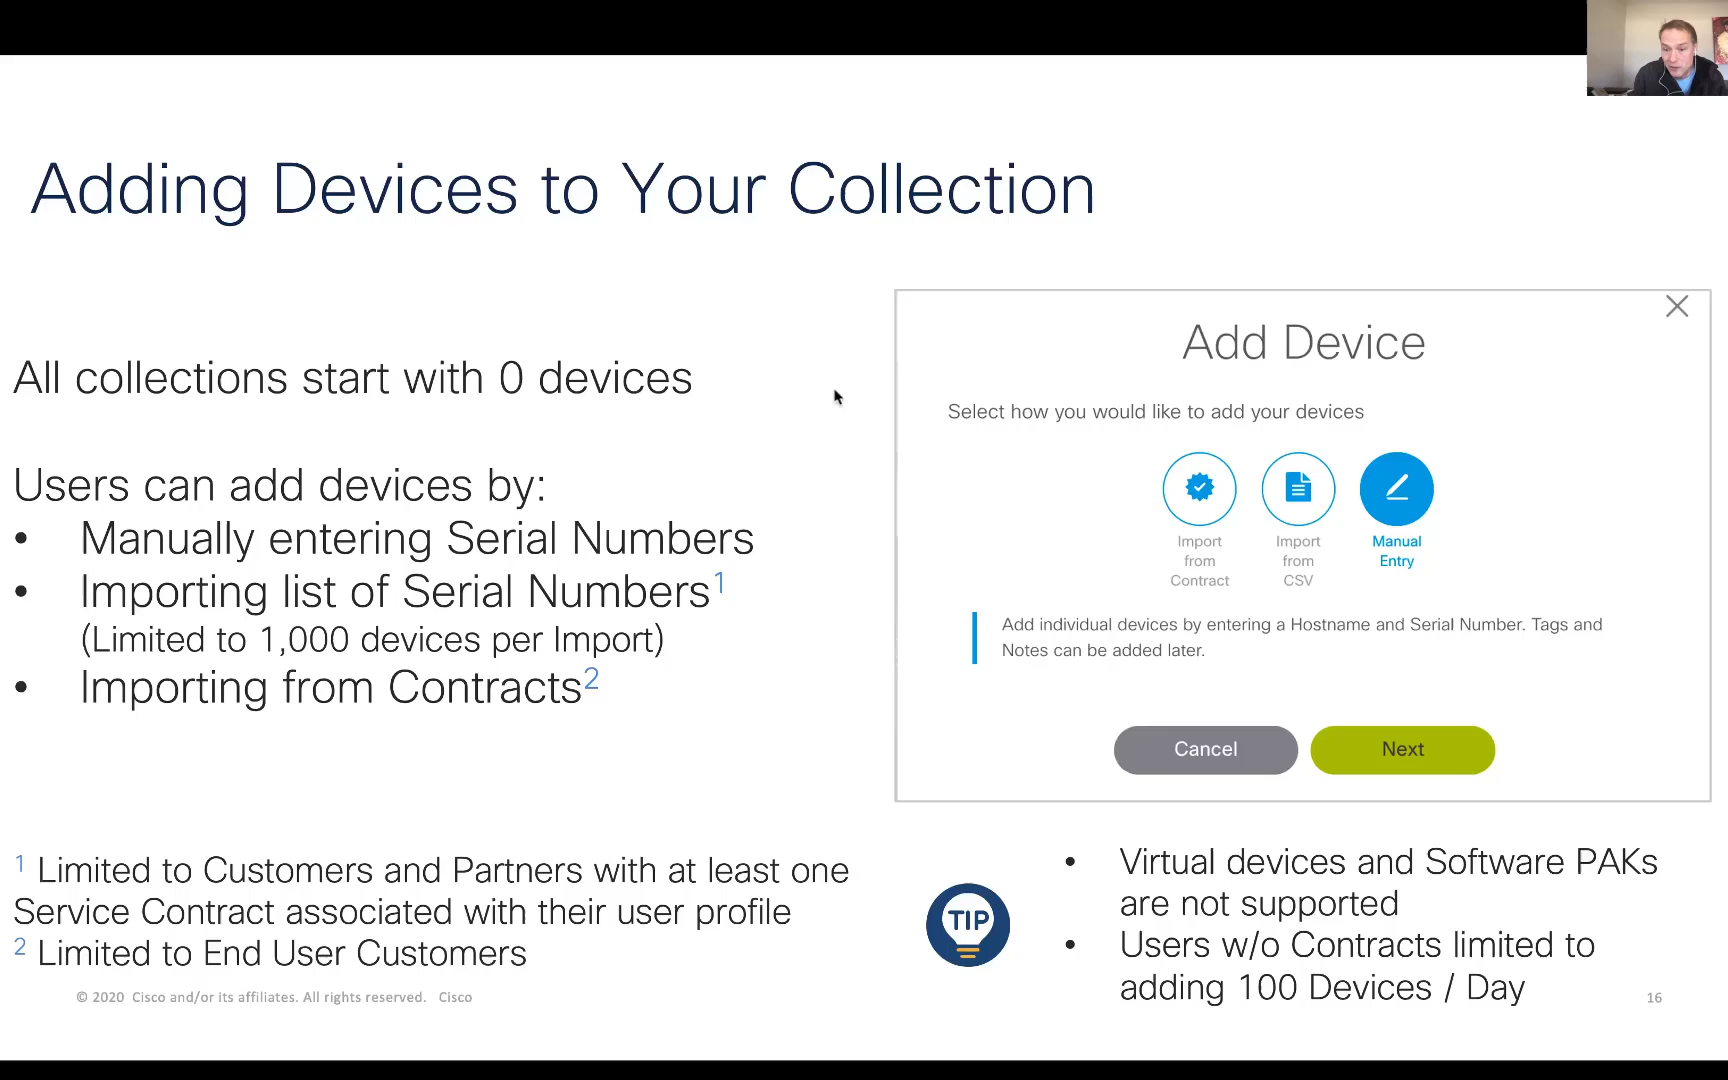 Adding Devices to Your Collection
All collections start with 0 devices
Users can add devices by:
• Manually entering Serial Numbers
• Importing list of Serial Numbers1
(Limited to 1,000 devices per Import)
• Importing from Contracts2
1 Limited to Customers and Partners with at least one
Service Contract associated with their user profile
2 Limited to End User Customers
Add Device
Select how you would like to add your devices
Import
from
Contract
Import
from
CSV
Manual
Entry
Add individual devices by entering a Hostname and Serial Number. Tags and
Notes can be added later.
Cancel
Next
TIP
• Virtual devices and Software PAKs
are not supported
• Users w/o Contracts limited to
adding 100 Devices / Day
© 2020 Cisco and/or its affiliates. All rights reserved. Cisco
16